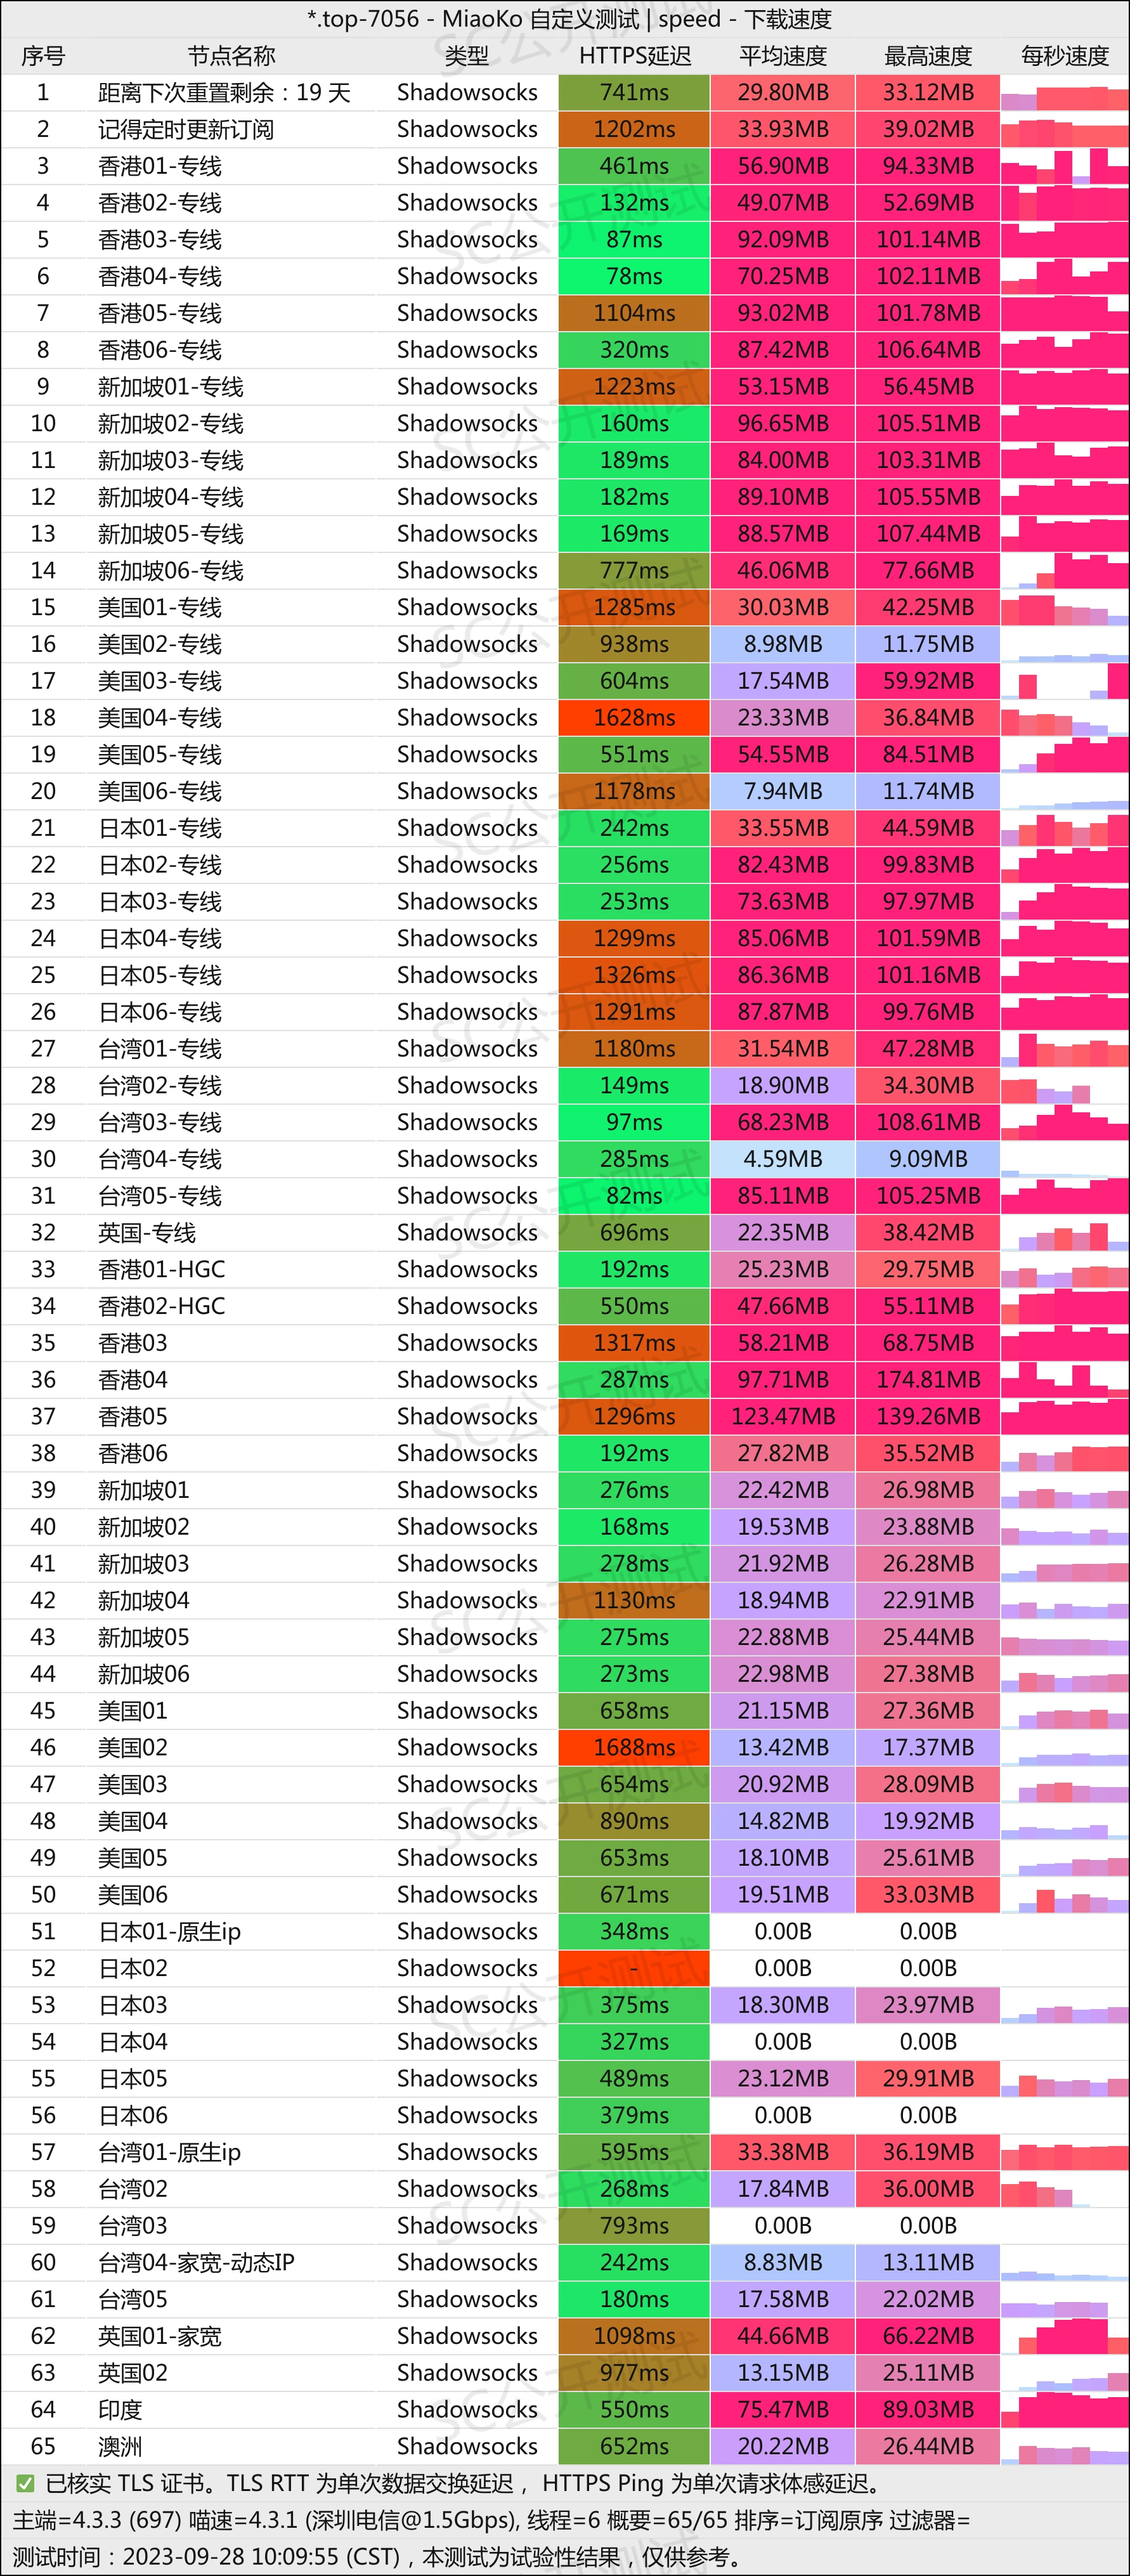 *.top-7056 - MiaoKo 自定义测试 | speed - 下载速度
序号 节点名称 类型 HTTPS延迟 平均速度 最高速度 每秒速度
1 距离下次重置剩余：19 天 Shadowsocks 741ms 29.80MB 33.12MB
2 记得定时更新订阅 Shadowsocks 1202ms 33.93MB 39.02MB
3 香港01-专线 Shadowsocks 461ms 56.90MB 94.33MB
4 香港02-专线 Shadowsocks 132ms 49.07MB 52.69MB
5 香港03-专线 Shadowsocks 87ms 92.09MB 101.14MB
6 香港04-专线 Shadowsocks 78ms 70.25MB 102.11MB
7 香港05-专线 Shadowsocks 1104ms 93.02MB 101.78MB
8 香港06-专线 Shadowsocks 320ms 87.42MB 106.64MB
9 新加坡01-专线 Shadowsocks 1223ms 53.15MB 56.45MB
10 新加坡02-专线 Shadowsocks 160ms 96.65MB 105.51MB
11 新加坡03-专线 Shadowsocks 189ms 84.00MB 103.31MB
12 新加坡04-专线 Shadowsocks 182ms 89.10MB 105.55MB
13 新加坡05-专线 Shadowsocks 169ms 88.57MB 107.44MB
14 新加坡06-专线 Shadowsocks 777ms 46.06MB 77.66MB
15 美国01-专线 Shadowsocks 1285ms 30.03MB 42.25MB
16 美国02-专线 Shadowsocks 938ms 8.98MB 11.75MB
17 美国03-专线 Shadowsocks 604ms 17.54MB 59.92MB
18 美国04-专线 Shadowsocks 1628ms 23.33MB 36.84MB
19 美国05-专线 Shadowsocks 551ms 54.55MB 84.51MB
20 美国06-专线 Shadowsocks 1178ms 7.94MB 11.74MB
21 日本01-专线 Shadowsocks 242ms 33.55MB 44.59MB
22 日本02-专线 Shadowsocks 256ms 82.43MB 99.83MB
23 日本03-专线 Shadowsocks 253ms 73.63MB 97.97MB
24 日本04-专线 Shadowsocks 1299ms 85.06MB 101.59MB
25 日本05-专线 Shadowsocks 1326ms 86.36MB 101.16MB
26 日本06-专线 Shadowsocks 1291ms 87.87MB 99.76MB
27 台湾01-专线 Shadowsocks 1180ms 31.54MB 47.28MB
28 台湾02-专线 Shadowsocks 149ms 18.90MB 34.30MB
29 台湾03-专线 Shadowsocks 97ms 68.23MB 108.61MB
30 台湾04-专线 Shadowsocks 285ms 4.59MB 9.09MB
31 台湾05-专线 Shadowsocks 82ms 85.11MB 105.25MB
32 英国-专线 Shadowsocks 696ms 22.35MB 38.42MB
33 香港01-HGC Shadowsocks 192ms 25.23MB 29.75MB
34 香港02-HGC Shadowsocks 550ms 47.66MB 55.11MB
35 香港03 Shadowsocks 1317ms 58.21MB 68.75MB
36 香港04 Shadowsocks 287ms 97.71MB 174.81MB
37 香港05 Shadowsocks 1296ms 123.47MB 139.26MB
38 香港06 Shadowsocks 192ms 27.82MB 35.52MB
39 新加坡01 Shadowsocks 276ms 22.42MB 26.98MB
40 新加坡02 Shadowsocks 168ms 19.53MB 23.88MB
41 新加坡03 Shadowsocks 278ms 21.92MB 26.28MB
42 新加坡04 Shadowsocks 1130ms 18.94MB 22.91MB
43 新加坡05 Shadowsocks 275ms 22.88MB 25.44MB
44 新加坡06 Shadowsocks 273ms 22.98MB 27.38MB
45 美国01 Shadowsocks 658ms 21.15MB 27.36MB
46 美国02 Shadowsocks 1688ms 13.42MB 17.37MB
47 美国03 Shadowsocks 654ms 20.92MB 28.09MB
48 美国04 Shadowsocks 890ms 14.82MB 19.92MB
49 美国05 Shadowsocks 653ms 18.10MB 25.61MB
50 美国06 Shadowsocks 671ms 19.51MB 33.03MB
51 日本01-原生ip Shadowsocks 348ms 0.00B 0.00B
52 日本02 Shadowsocks - 0.00B 0.00B
53 日本03 Shadowsocks 375ms 18.30MB 23.97MB
54 日本04 Shadowsocks 327ms 0.00B 0.00B
55 日本05 Shadowsocks 489ms 23.12MB 29.91MB
56 日本06 Shadowsocks 379ms 0.00B 0.00B
57 台湾01-原生ip Shadowsocks 595ms 33.38MB 36.19MB
58 台湾02 Shadowsocks 268ms 17.84MB 36.00MB
59 台湾03 Shadowsocks 793ms 0.00B 0.00B
60 台湾04-家宽-动态IP Shadowsocks 242ms 8.83MB 13.11MB
61 台湾05 Shadowsocks 180ms 17.58MB 22.02MB
62 英国01-家宽 Shadowsocks 1098ms 44.66MB 66.22MB
63 英国02 Shadowsocks 977ms 13.15MB 25.11MB
64 印度 Shadowsocks 550ms 75.47MB 89.03MB
65 澳洲 Shadowsocks 652ms 20.22MB 26.44MB
✅ 已核实 TLS 证书。TLS RTT 为单次数据交换延迟， HTTPS Ping 为单次请求体感延迟。
主端=4.3.3 (697) 喵速=4.3.1 (深圳电信@1.5Gbps), 线程=6 概要=65/65 排序=订阅原序 过滤器=
测试时间：2023-09-28 10:09:55 (CST)，本测试为试验性结果，仅供参考。
SC公开测试